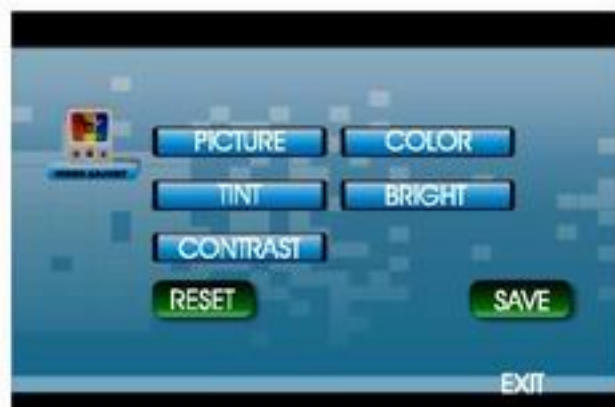 PICTURE COLOR
TINT BRIGHT
CONTRAST
RESET SAVE
EXIT